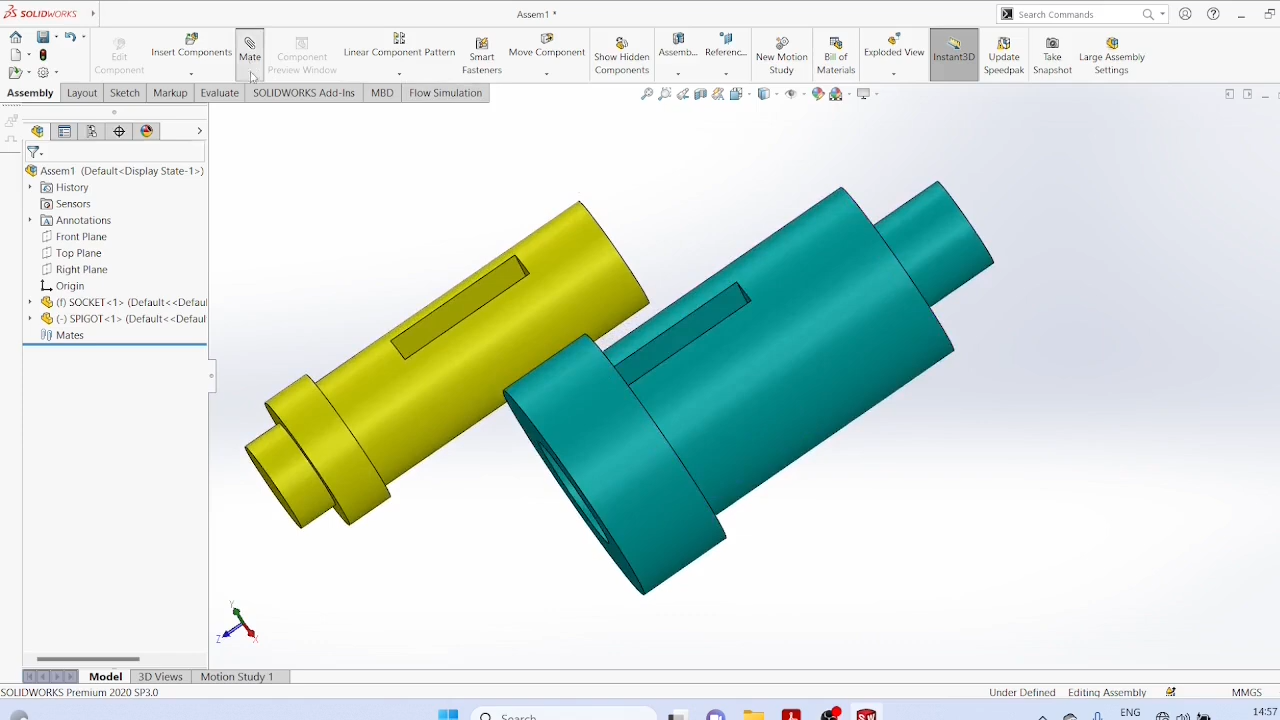 SOLIDWORKS
Assem1 *
Search Commands
Edit Component
Insert Components
Mate
Component Preview Window
Linear Component Pattern
Smart Fasteners
Move Component
Show Hidden Components
Assemb...
Referenc...
New Motion Study
Bill of Materials
Exploded View
Instant3D
Update Speedpak
Take Snapshot
Large Assembly Settings
Assembly
Layout
Sketch
Markup
Evaluate
SOLIDWORKS Add-Ins
MBD
Flow Simulation
Assem1 (Default<Display State-1>)
History
Sensors
Annotations
Front Plane
Top Plane
Right Plane
Origin
(f) SOCKET<1> (Default<<Defaul
(-) SPIGOT<1> (Default<<Defaul
Mates
Y
Z
X
Model
3D Views
Motion Study 1
SOLIDWORKS Premium 2020 SP3.0
Under Defined
Editing Assembly
MMGS
Search
ENG
14:57